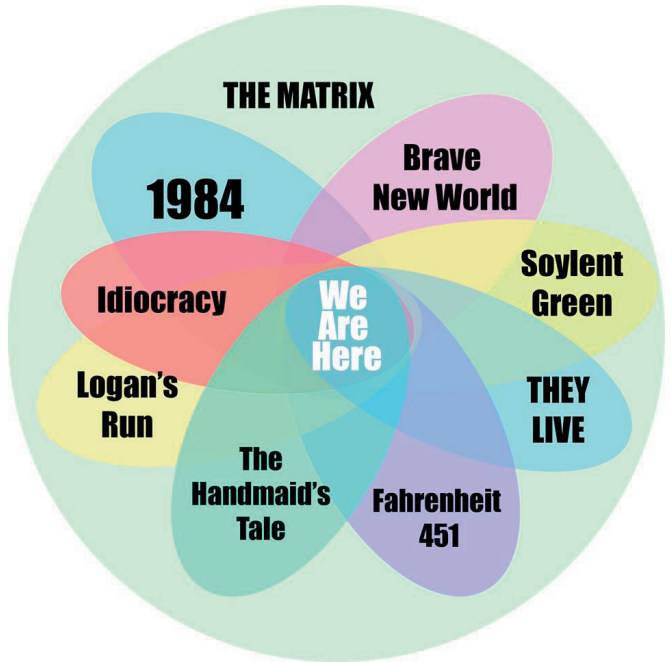 THE MATRIX
Brave
New World
1984
Soylent
Green
Idiocracy
We
Are
Here
THEY
LIVE
Logan's
Run
The
Handmaid's
Tale
Fahrenheit
451